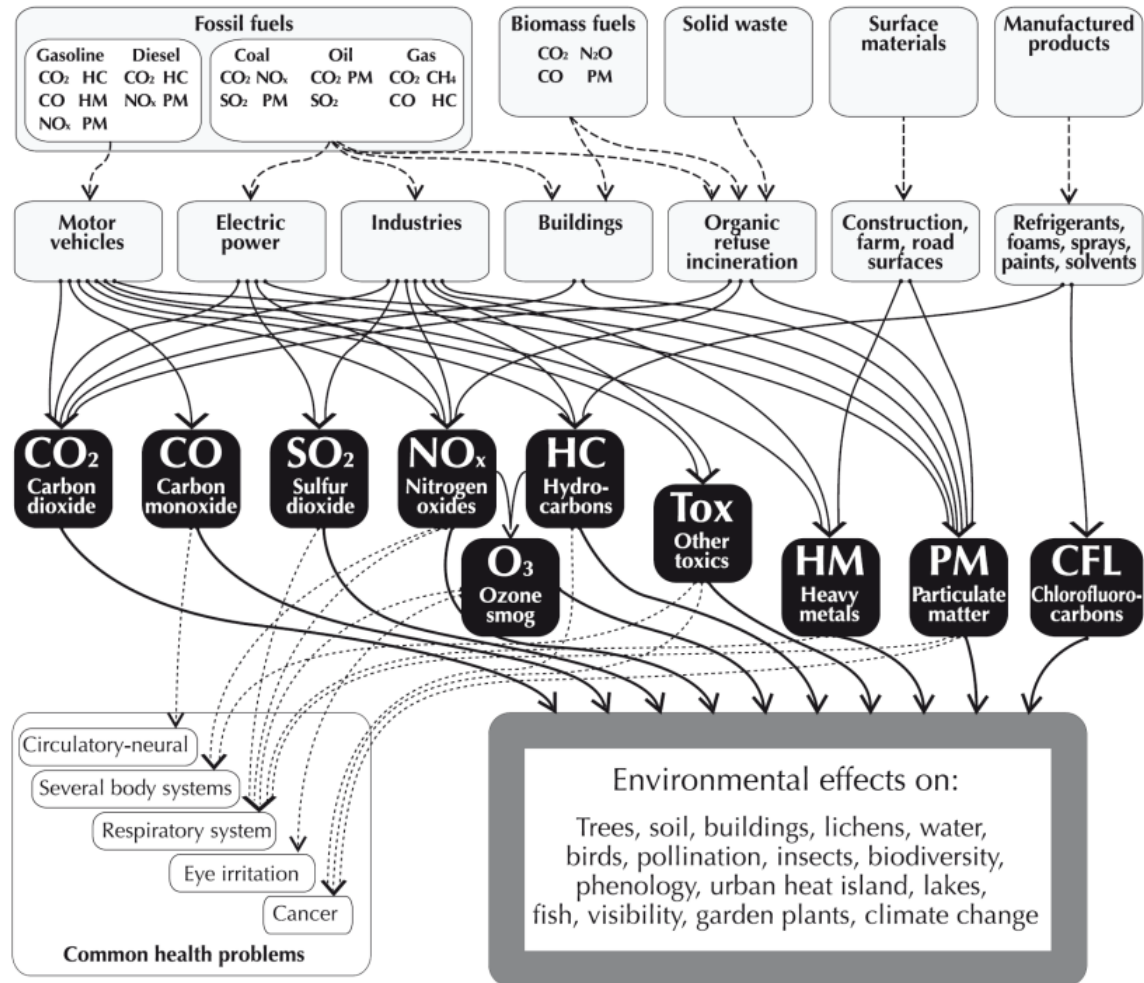 Fossil fuels
Gasoline
CO₂ HC
CO HM
NOₓ PM
Diesel
CO₂ HC
NOₓ PM
Coal
CO₂ NOₓ
SO₂ PM
Oil
CO₂ PM
SO₂
Gas
CO₂ CH₄
CO HC
Biomass fuels
CO₂ N₂O
CO PM
Solid waste
Surface
materials
Manufactured
products
Motor
vehicles
Electric
power
Industries
Buildings
Organic
refuse
incineration
Construction,
farm, road
surfaces
Refrigerants,
foams, sprays,
paints, solvents
CO₂
Carbon
dioxide
CO
Carbon
monoxide
SO₂
Sulfur
dioxide
NOₓ
Nitrogen
oxides
HC
Hydro-
carbons
O₃
Ozone
smog
Tox
Other
toxics
HM
Heavy
metals
PM
Particulate
matter
CFL
Chlorofluoro-
carbons
Circulatory-neural
Several body systems
Respiratory system
Eye irritation
Cancer
Common health problems
Environmental effects on:
Trees, soil, buildings, lichens, water,
birds, pollination, insects, biodiversity,
phenology, urban heat island, lakes,
fish, visibility, garden plants, climate change